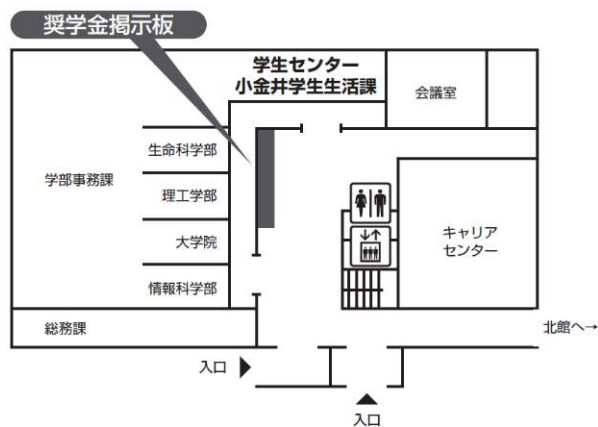 奨学金掲示板
学生センター
小金井学生生活課
会議室
生命科学部
学部事務課
理工学部
大学院
キャリア
センター
情報科学部
総務課
北館へ→
入口
入口